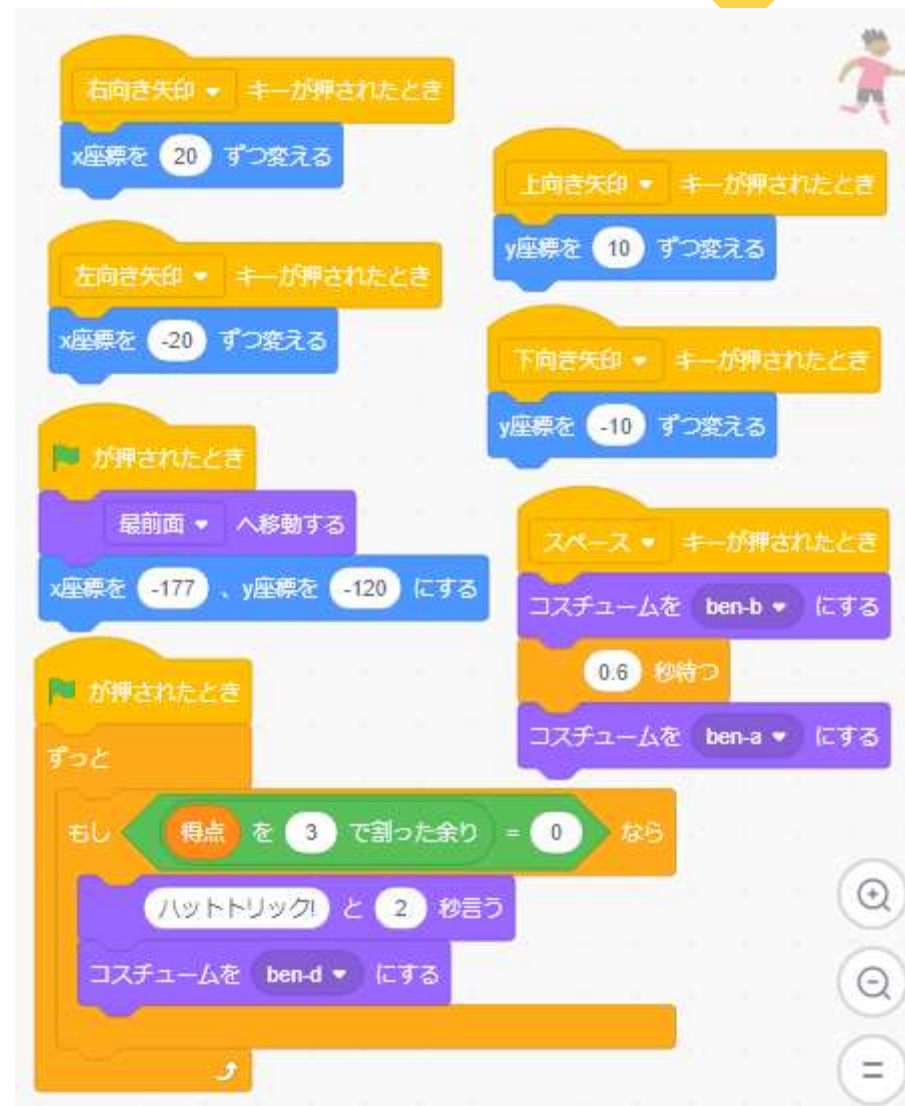 右向き矢印 キーが押されたとき
x座標を 20 ずつ変える
左向き矢印 キーが押されたとき
x座標を -20 ずつ変える
が押されたとき
最前面 へ移動する
x座標を -177 、y座標を -120 にする
が押されたとき
ずっと
もし 得点 を 3 で割った余り = 0 なら
ハットトリック! と 2 秒言う
コスチュームを ben-d にする
上向き矢印 キーが押されたとき
y座標を 10 ずつ変える
下向き矢印 キーが押されたとき
y座標を -10 ずつ変える
スペース キーが押されたとき
コスチュームを ben-b にする
0.6 秒待つ
コスチュームを ben-a にする